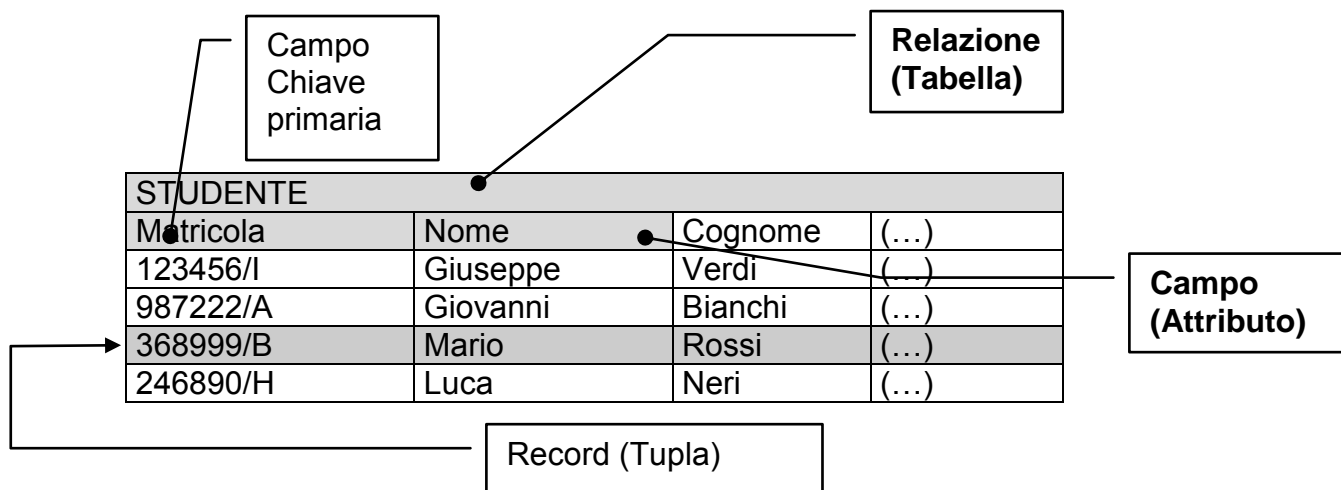 Campo
Chiave
primaria
Relazione
(Tabella)
STUDENTE
Matricola Nome Cognome (…)
123456/I Giuseppe Verdi (…)
987222/A Giovanni Bianchi (…)
368999/B Mario Rossi (…)
246890/H Luca Neri (…)
Campo
(Attributo)
Record (Tupla)